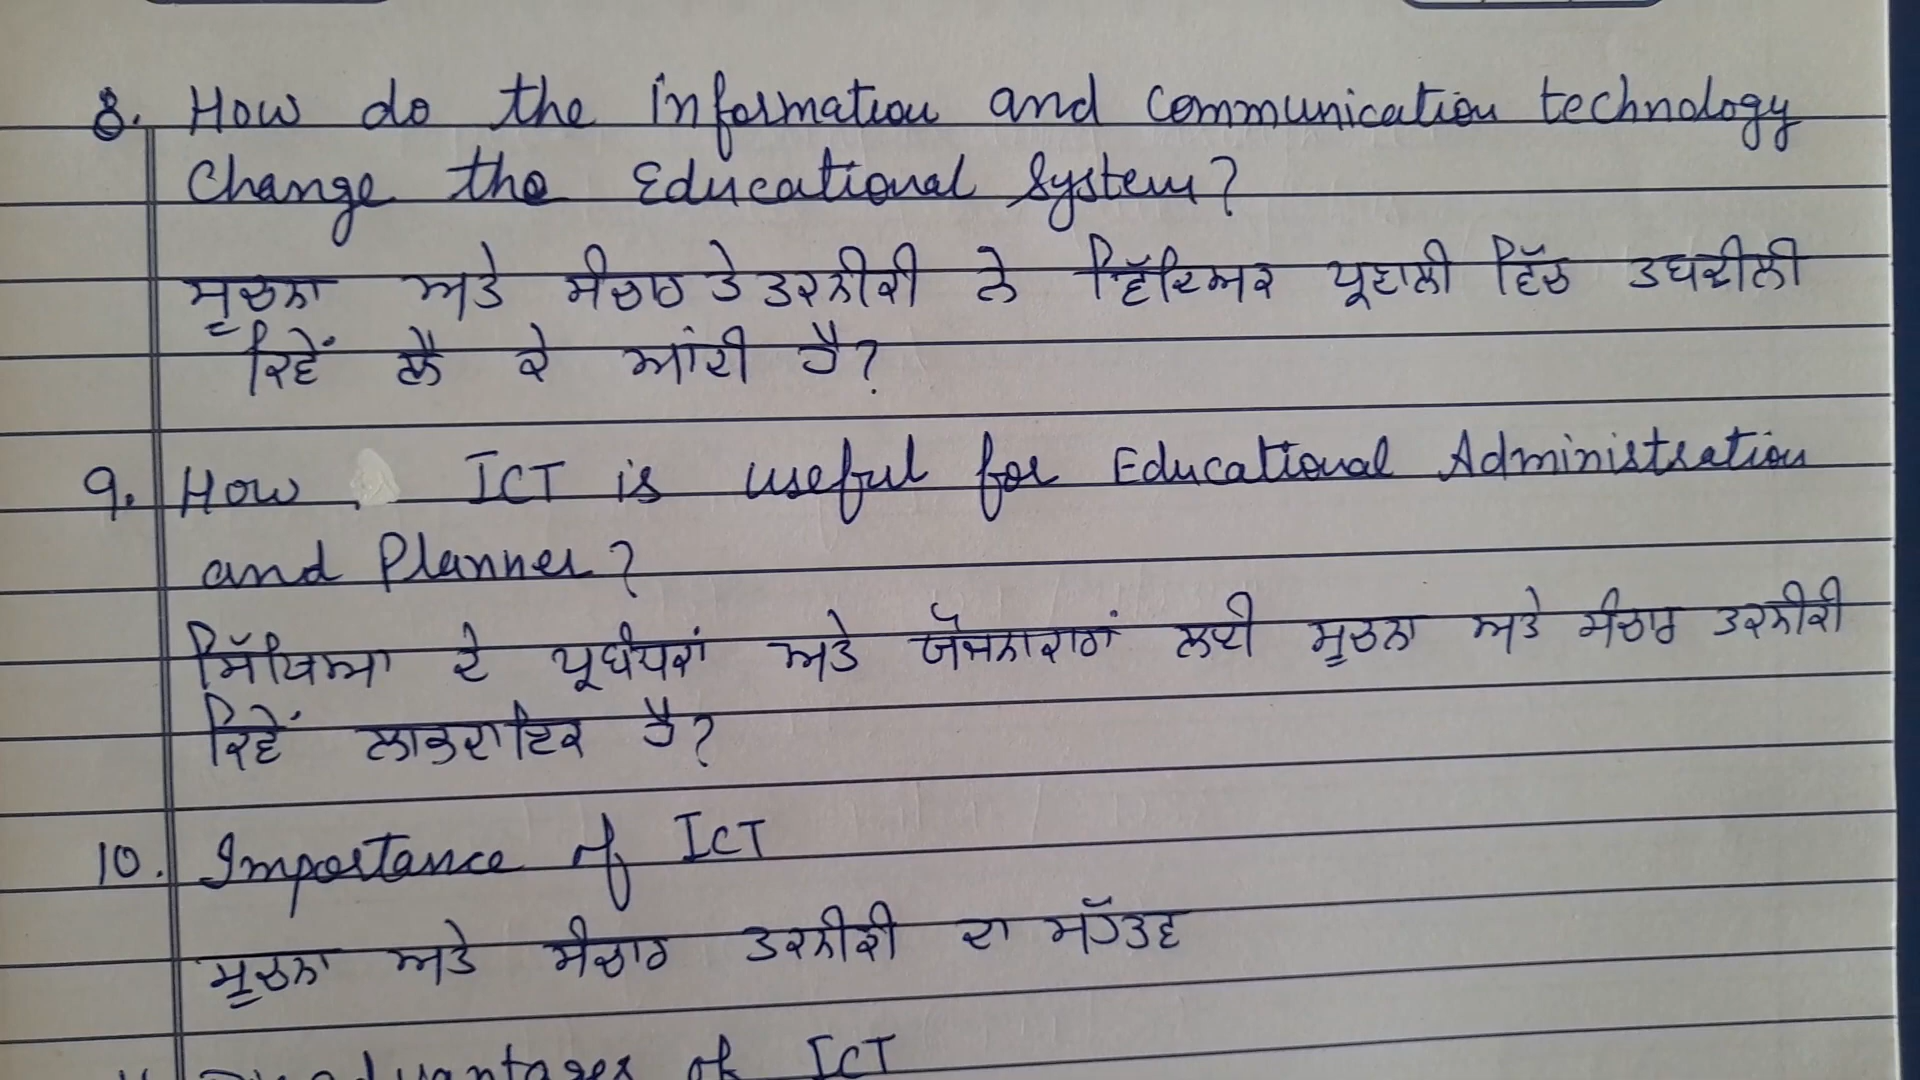 8. How do the information and communication technology
change the Educational System?
ਸੂਚਨਾ ਅਤੇ ਸੰਚਾਰ ਤੇ ਤਕਨੀਕੀ ਨੇ ਵਿੱਦਿਅਕ ਪ੍ਰਣਾਲੀ ਵਿੱਚ ਤਬਦੀਲੀ
ਕਿਵੇਂ ਲੈ ਕੇ ਆਂਦੀ ਹੈ?
9. How ICT is useful for Educational Administration
and Planner?
ਸਿੱਖਿਆ ਦੇ ਪ੍ਰਬੰਧਕਾਂ ਅਤੇ ਯੋਜਨਾਕਾਰਾਂ ਲਈ ਸੂਚਨਾ ਅਤੇ ਸੰਚਾਰ ਤਕਨੀਕੀ
ਕਿਵੇਂ ਲਾਭਦਾਇਕ ਹੈ?
10. Importance of ICT
ਸੂਚਨਾ ਅਤੇ ਸੰਚਾਰ ਤਕਨੀਕੀ ਦਾ ਮਹੱਤਵ
of ICT